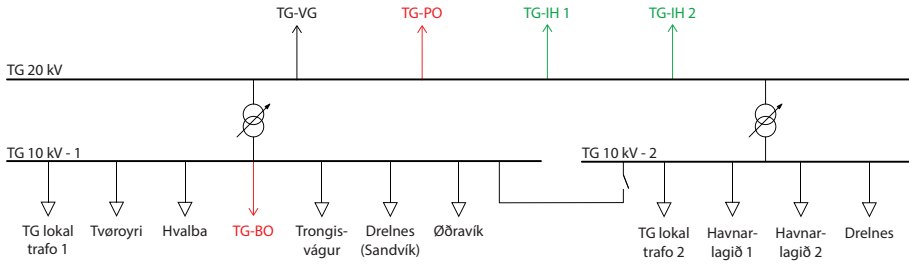 TG-VG
TG-PO
TG-IH 1
TG-IH 2
TG 20 kV
TG 10 kV - 1
TG 10 kV - 2
TG lokal
trafo 1
Tvøroyri
Hvalba
TG-BO
Trongis-
vágur
Drelnes
(Sandvík)
Øðravík
TG lokal
trafo 2
Havnar-
lagið 1
Havnar-
lagið 2
Drelnes